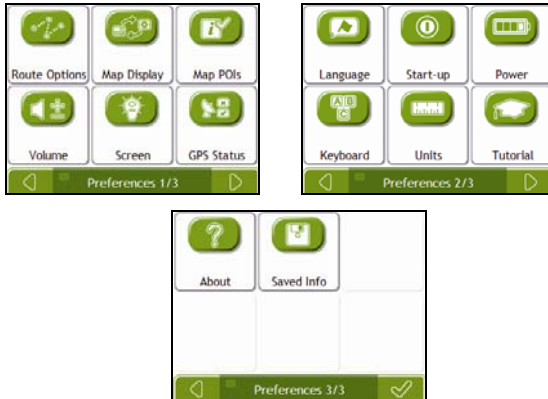 Route Options Map Display Map POIs
Volume Screen GPS Status
Preferences 1/3
Language Start-up Power
A B
C
Keyboard Units Tutorial
Preferences 2/3
About Saved Info
Preferences 3/3